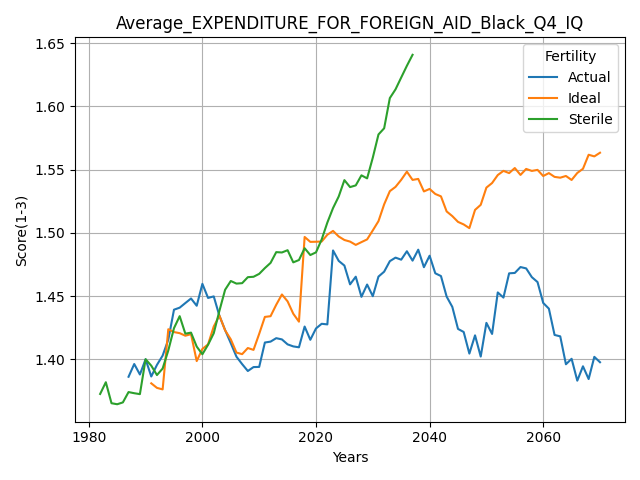 Average_EXPENDITURE_FOR_FOREIGN_AID_Black_Q4_IQ
Score(1-3)
1.65
1.60
1.55
1.50
1.45
1.40
1980
2000
2020
2040
2060
Years
Fertility
Actual
Ideal
Sterile